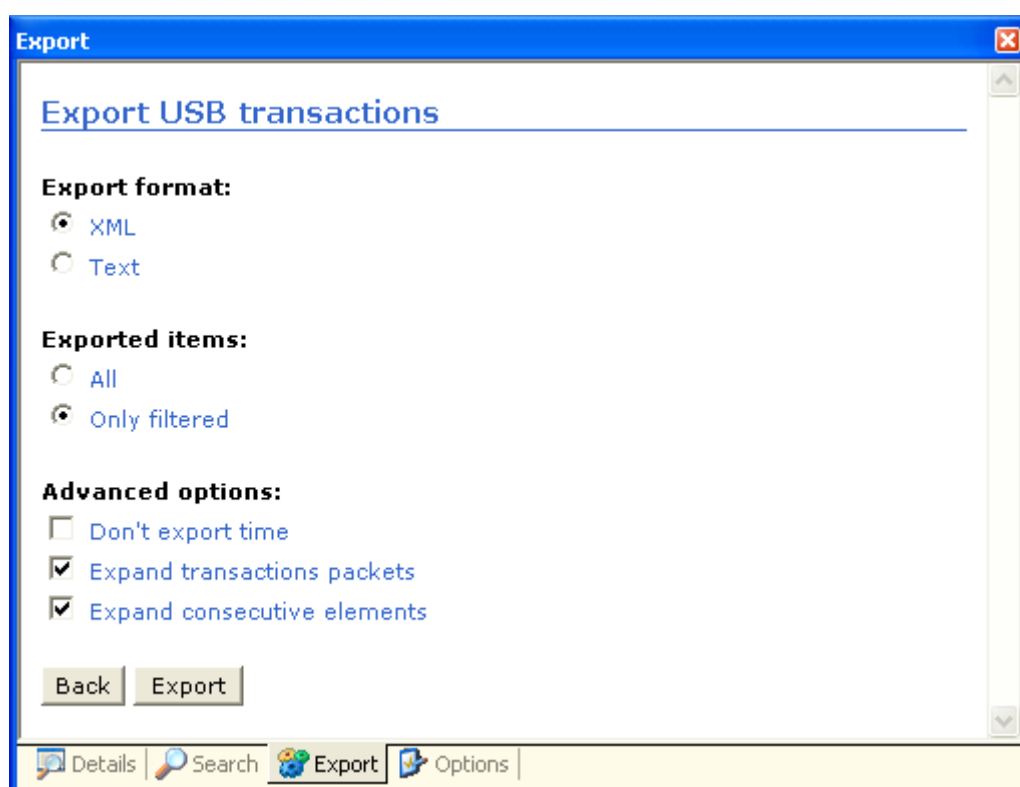 Export
Export USB transactions
Export format:
XML
Text
Exported items:
All
Only filtered
Advanced options:
Don't export time
Expand transactions packets
Expand consecutive elements
Back Export
Details Search Export Options